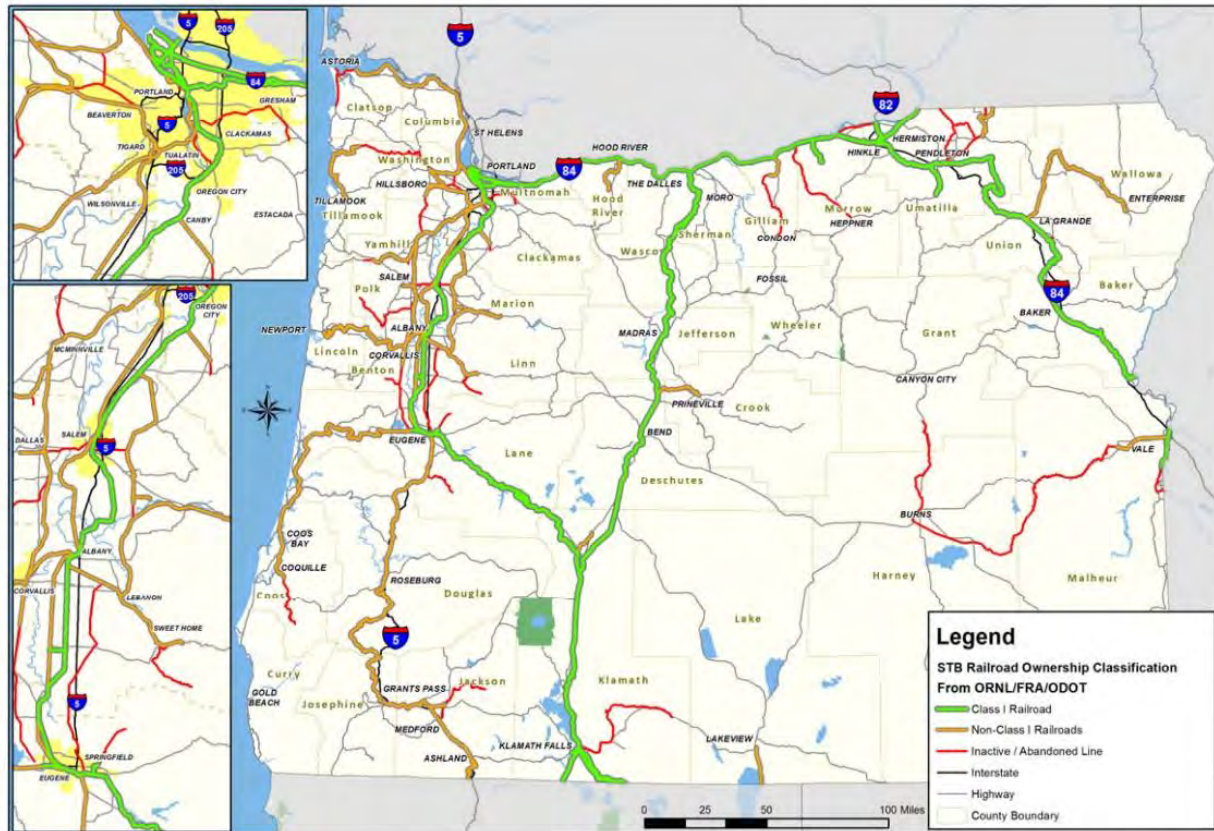 5
205
84
PORTLAND
GRESHAM
BEAVERTON
5
CLACKAMAS
TIGARD
TUALATIN
205
OREGON CITY
WILSONVILLE
CANBY
ESTACADA
205
OREGON
CITY
MCMINNVILLE
SALEM
DALLAS
5
ALBANY
CORVALLIS
LEBANON
SWEET HOME
5
SPRINGFIELD
EUGENE
5
ASTORIA
Clatsop
Columbia
ST HELENS
82
HERMISTON
HOOD RIVER
HINKLE
PENDLETON
Washington
PORTLAND
84
HILLSBORO
Multnomah
THE DALLES
Wallowa
TILLAMOOK
Hood
River
MORO
Morrow
Umatilla
ENTERPRISE
Tillamook
Gilliam
HEPPNER
LA GRANDE
Sherman
CONDON
Union
Yamhill
Wasco
Clackamas
SALEM
FOSSIL
84
Baker
Polk
Marion
BAKER
NEWPORT
ALBANY
MADRAS
Jefferson
Wheeler
Grant
Lincoln
CORVALLIS
Benton
Linn
CANYON CITY
PRINEVILLE
Crook
EUGENE
BEND
VALE
Lane
Deschutes
BURNS
COOS
BAY
COQUILLE
ROSEBURG
Harney
Malheur
Coos
Douglas
Lake
5
Curry
GRANTS PASS
Jackson
Klamath
GOLD
BEACH
Josephine
MEDFORD
KLAMATH FALLS
LAKEVIEW
ASHLAND
0 25 50 100 Miles
Legend
STB Railroad Ownership Classification
From ORNL/FRA/ODOT
Class I Railroad
Non-Class I Railroads
Inactive / Abandoned Line
Interstate
Highway
County Boundary